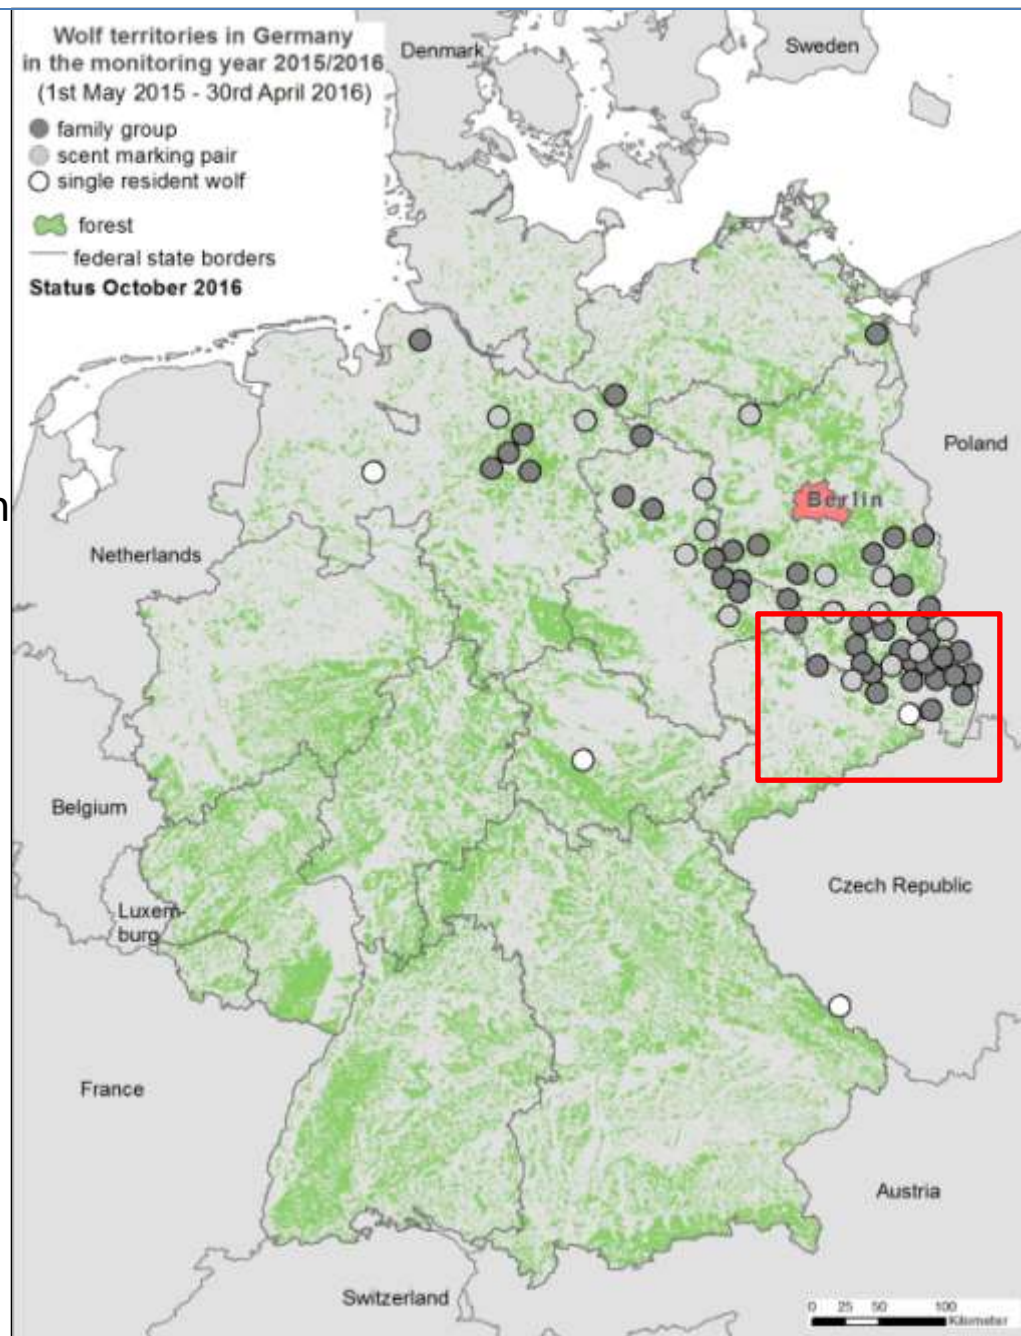 Wolf territories in Germany
in the monitoring year 2015/2016
(1st May 2015 - 30rd April 2016)
family group
scent marking pair
single resident wolf
forest
federal state borders
Status October 2016
Denmark
Sweden
Poland
Berlin
n
Netherlands
Belgium
Luxem-
burg
Czech Republic
France
Austria
Switzerland
0 25 50 100
Kilometer